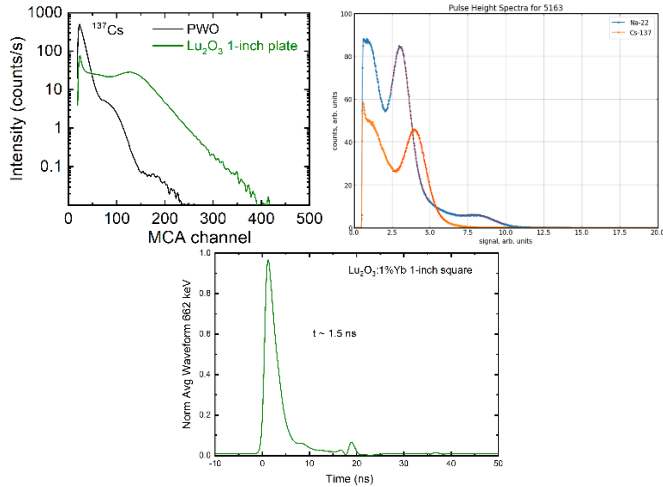 1000
100
10
1
0.1
Intensity (counts/s)
¹³⁷Cs
PWO
Lu₂O₃ 1-inch plate
0 100 200 300 400 500
MCA channel
Pulse Height Spectra for 5163
Na-22
Cs-137
100
80
60
40
20
0
counts, arb. units
0.0 2.5 5.0 7.5 10.0 12.5 15.0 17.5 20.0
signal, arb. units
Lu₂O₃:1%Yb 1-inch square
t ~ 1.5 ns
1.0
0.8
0.6
0.4
0.2
0.0
Norm Avg Waveform 662 keV
-10 0 10 20 30 40 50
Time (ns)